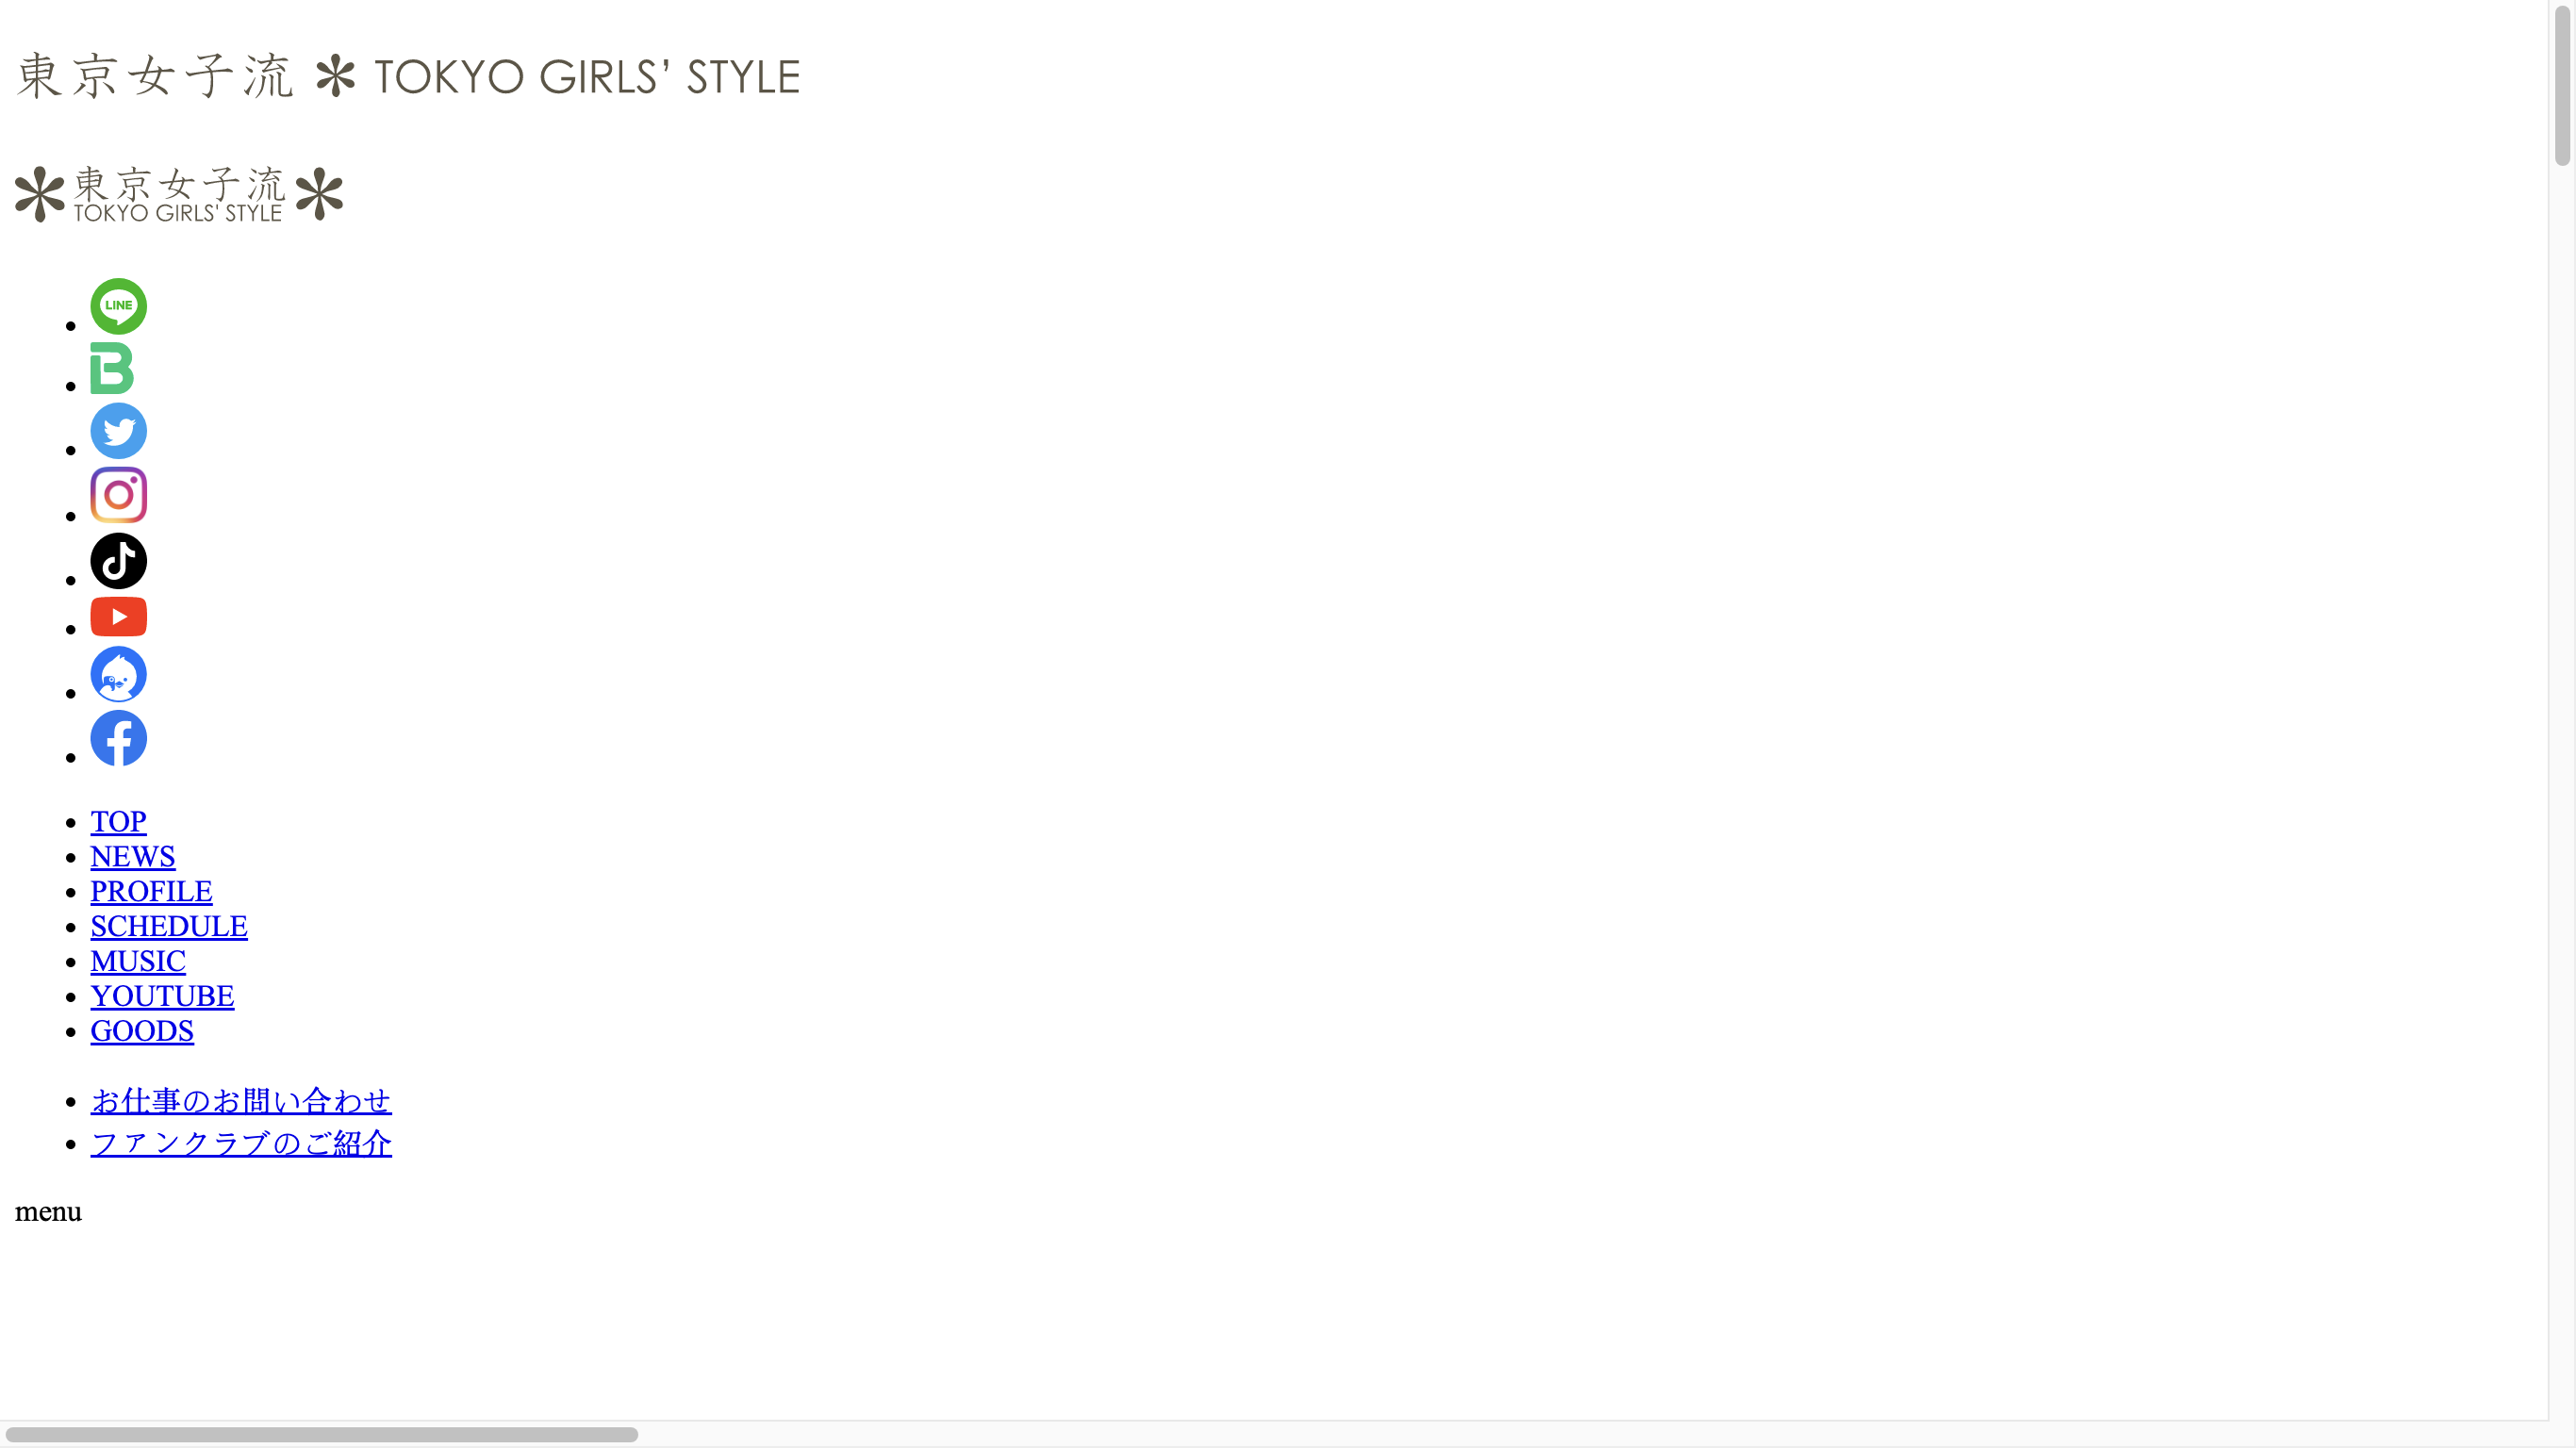 東京女子流 * TOKYO GIRLS' STYLE
東京女子流
TOKYO GIRLS' STYLE
LINE
TOP
NEWS
PROFILE
SCHEDULE
MUSIC
YOUTUBE
GOODS
お仕事のお問い合わせ
ファンクラブのご紹介
menu